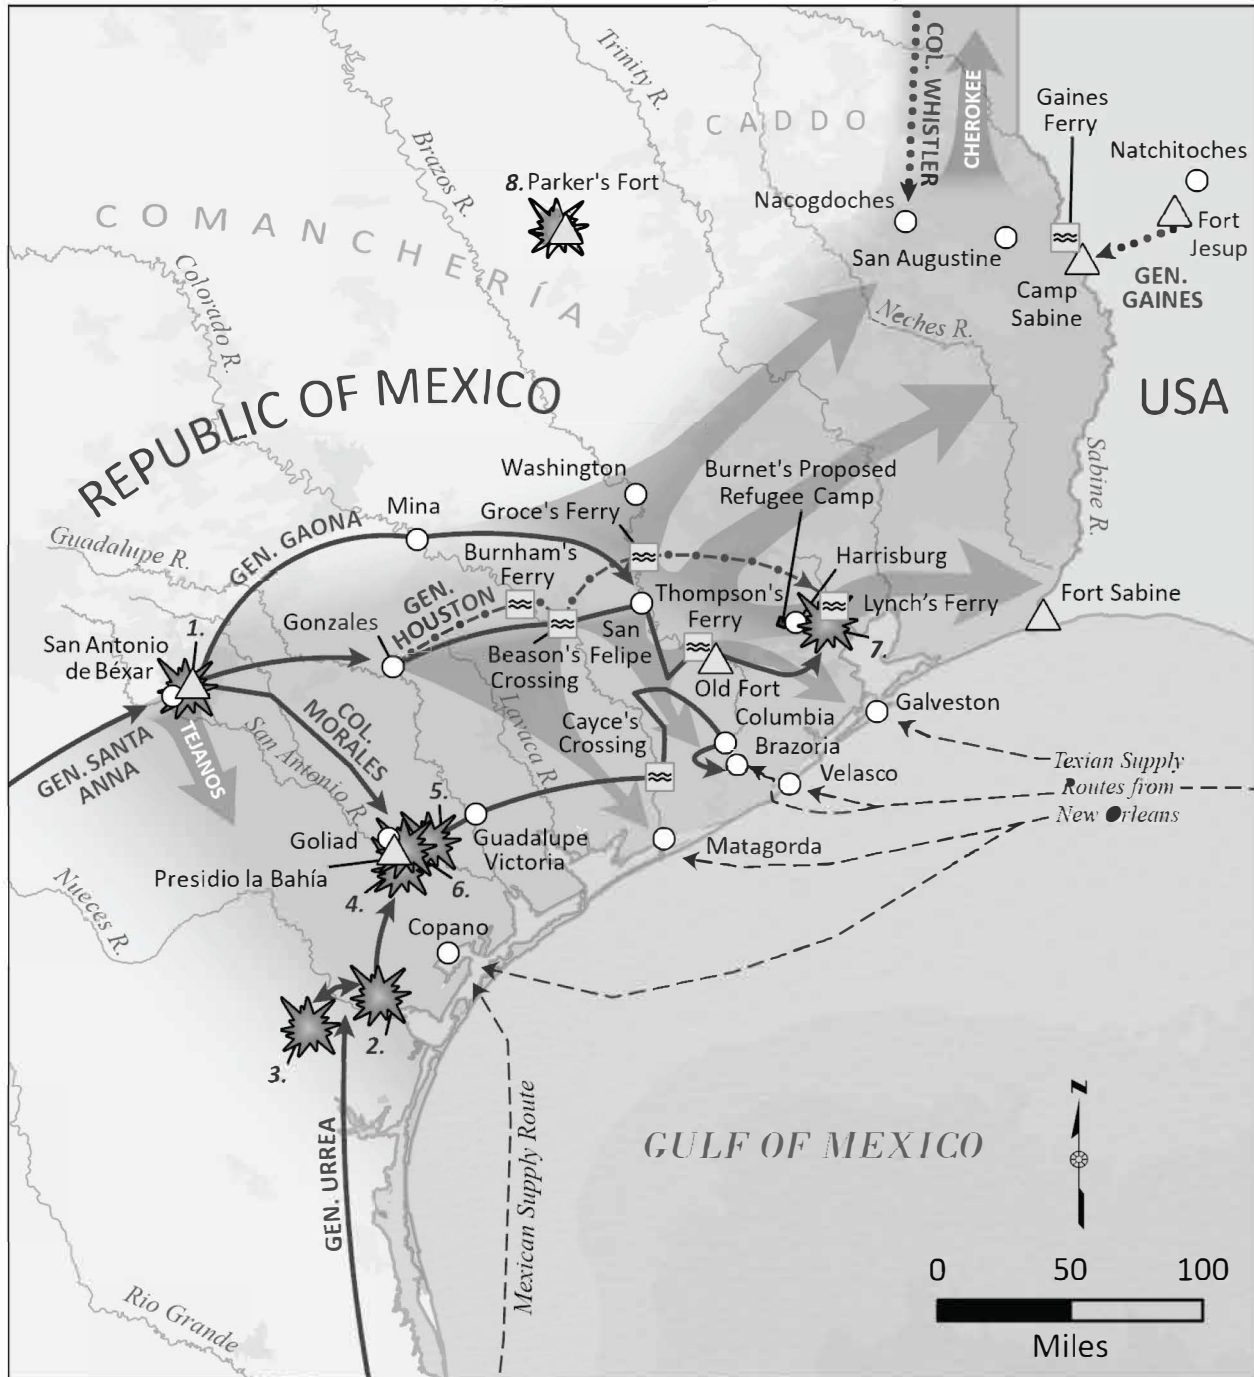 COL. WHISTLER
CHEROKEE
Trinity R.
CADDO
Gaines
Ferry
Natchitoches
Brazos R.
8. Parker's Fort
Nacogdoches
San Augustine
Fort
Jesup
COMANCHERÍA
Camp
Sabine
GEN.
GAINES
Colorado R.
Neches R.
REPUBLIC OF MEXICO
USA
Sabine R.
Washington
Burnet's Proposed
Refugee Camp
Mina
Groce's Ferry
Guadalupe R.
GEN. GAONA
Burnham's
Ferry
Harrisburg
GEN.
HOUSTON
Thompson's
Ferry
Lynch's Ferry
Fort Sabine
Gonzales
1.
San Antonio
de Béxar
Beason's
Crossing
San
Felipe
7.
Old Fort
Lavaca R.
COL.
MORALES
San Antonio R.
TEJANOS
GEN. SANTA
ANNA
Cayce's
Crossing
Columbia
Brazoria
Galveston
Velasco
Texian Supply
Routes from
New Orleans
5.
Goliad
Guadalupe
Victoria
Matagorda
Presidio la Bahía
4.
6.
Nueces R.
Copano
2.
3.
GEN. URREA
Mexican Supply Route
GULF OF MEXICO
Z
Rio Grande
0 50 100
Miles